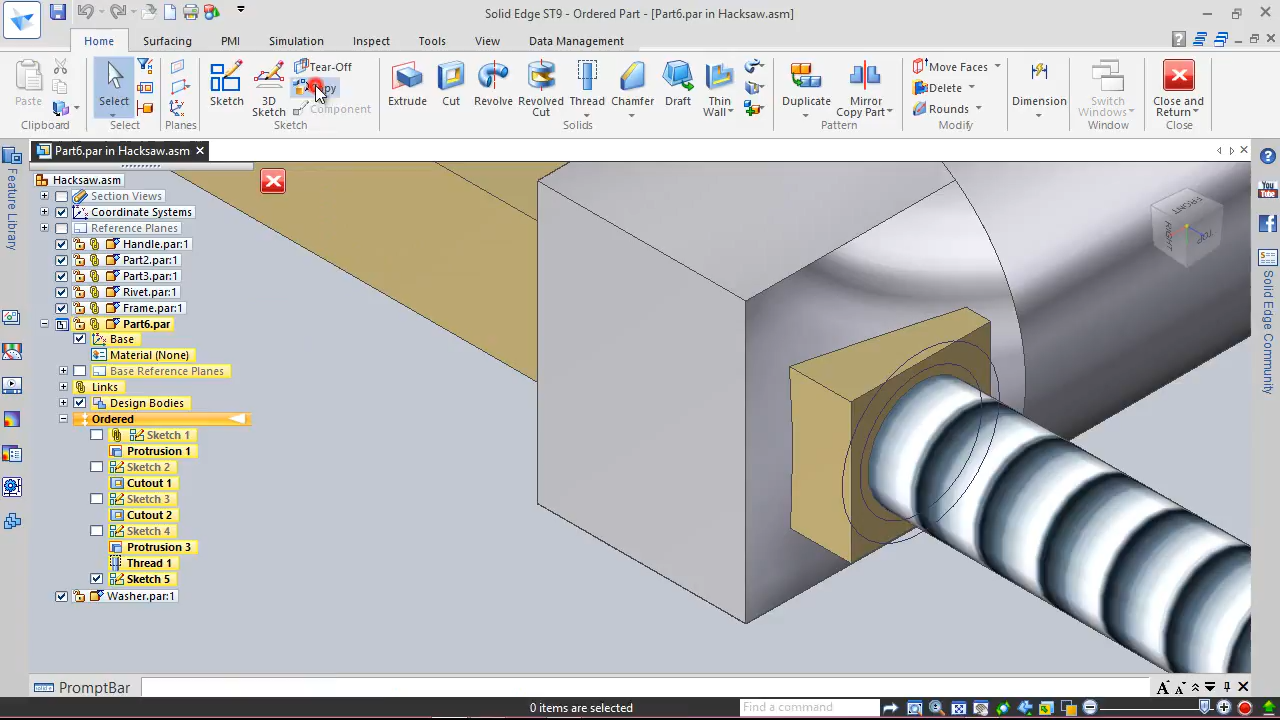 Solid Edge ST9 - Ordered Part - [Part6.par in Hacksaw.asm]
Home
Surfacing
PMI
Simulation
Inspect
Tools
View
Data Management
Paste
Clipboard
Select
Select
Planes
Sketch
3D
Sketch
Tear-Off
Component
Sketch
Extrude
Cut
Revolve
Revolved
Cut
Thread
Chamfer
Draft
Thin
Wall
Solids
Duplicate
Mirror
Copy Part
Pattern
Move Faces
Delete
Rounds
Modify
Dimension
Switch
Windows
Window
Close and
Return
Close
Part6.par in Hacksaw.asm
Feature Library
Hacksaw.asm
Section Views
Coordinate Systems
Reference Planes
Handle.par:1
Part2.par:1
Part3.par:1
Rivet.par:1
Frame.par:1
Part6.par
Base
Material (None)
Base Reference Planes
Links
Design Bodies
Ordered
Sketch 1
Protrusion 1
Sketch 2
Cutout 1
Sketch 3
Cutout 2
Sketch 4
Protrusion 3
Thread 1
Sketch 5
Washer.par:1
FRONT
RIGHT
TOP
You
Tube
Solid Edge Community
PromptBar
0 items are selected
Find a command